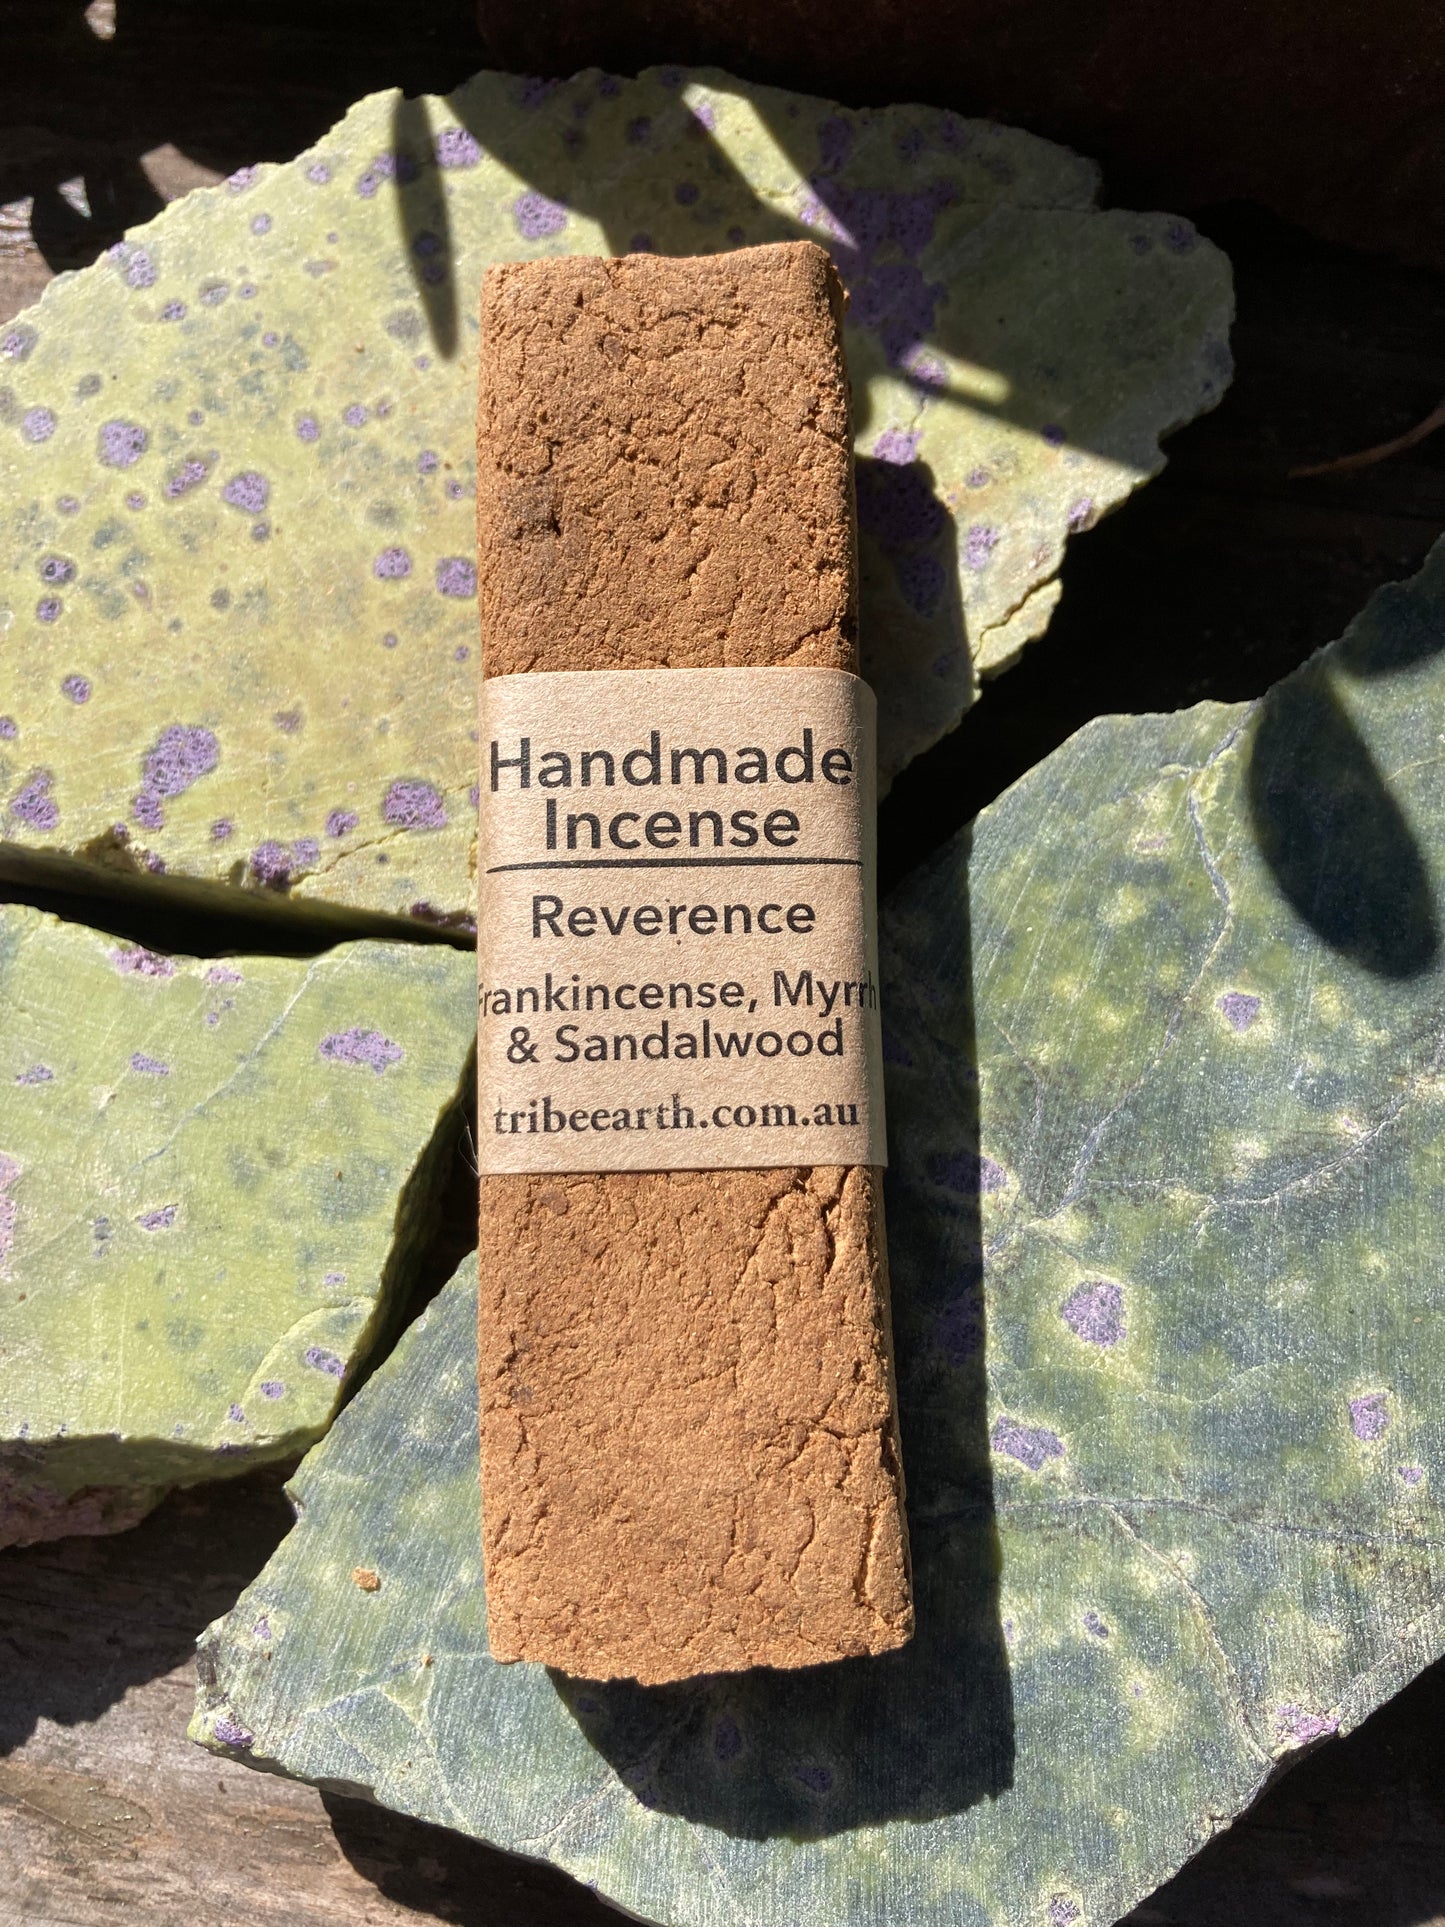 Handmade
Incense
Reverence
Frankincense, Myrrh
& Sandalwood
tribeearth.com.au